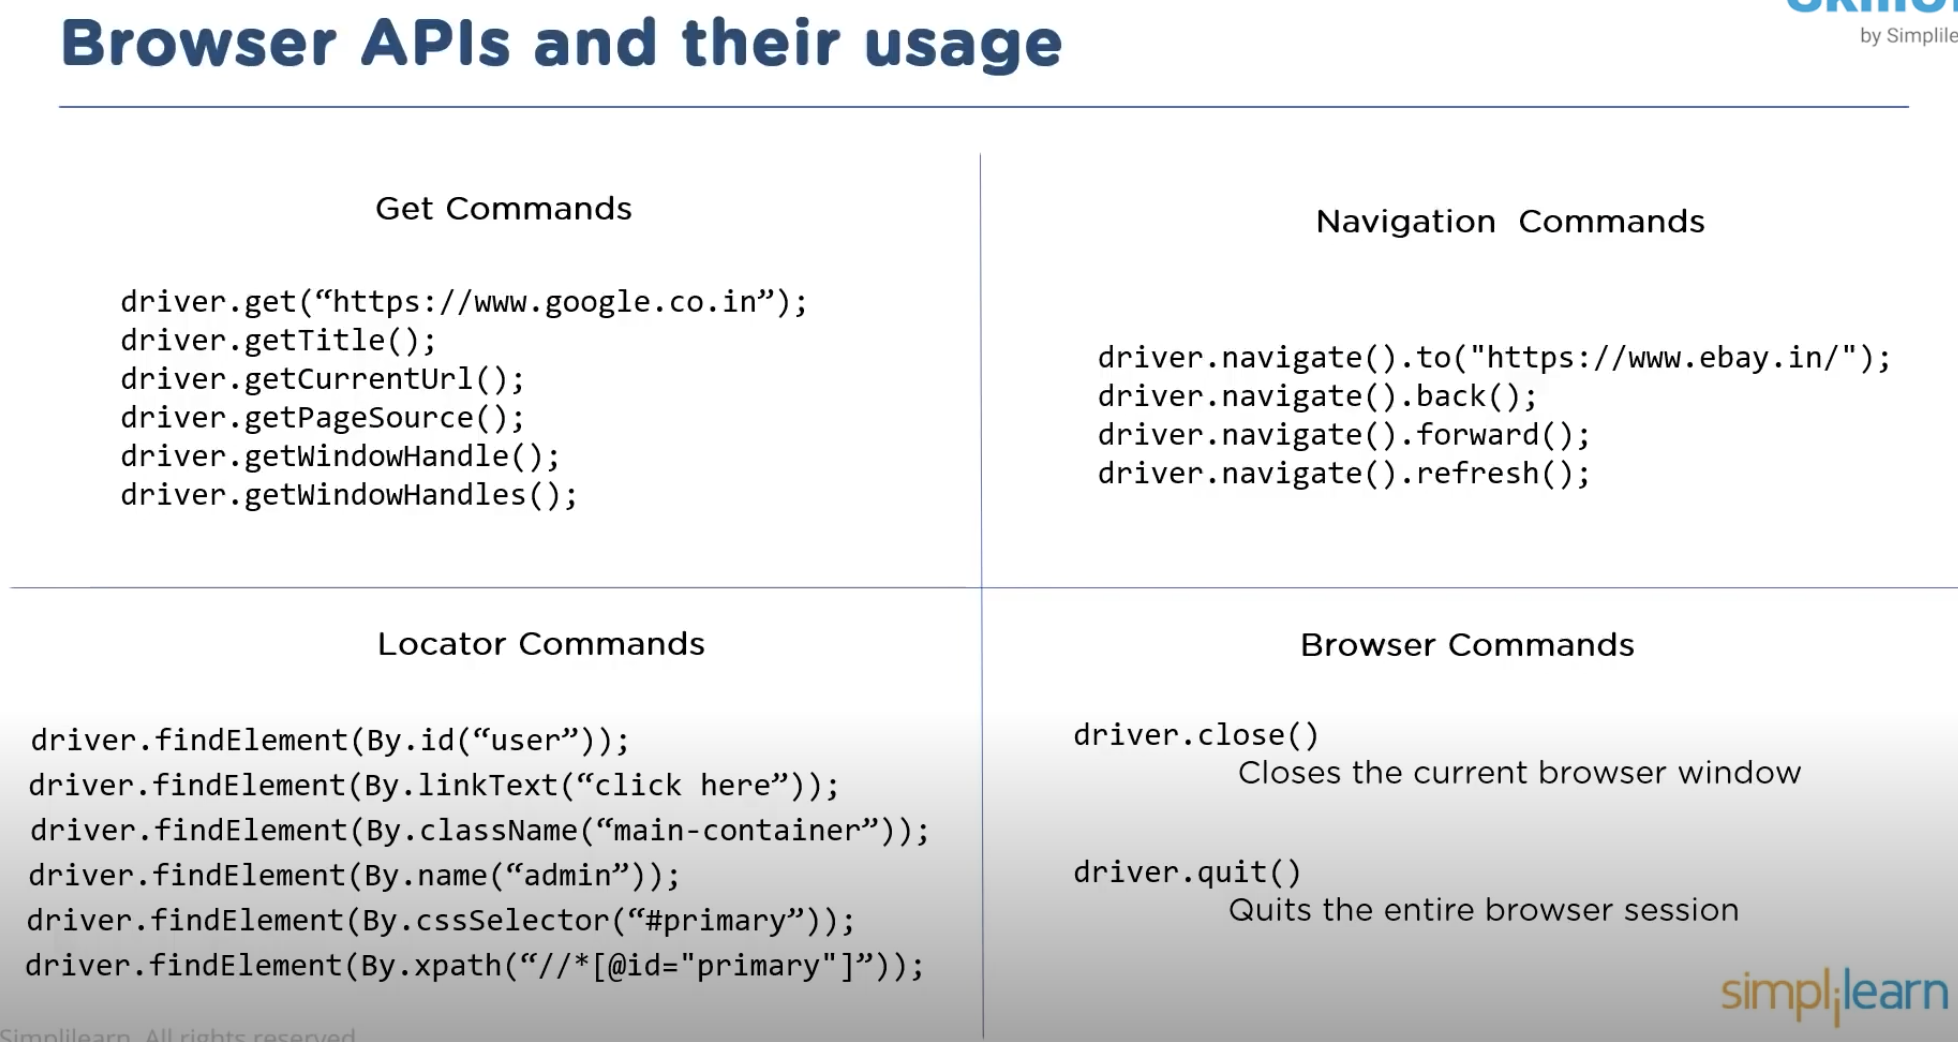 Browser APIs and their usage
by Simplile
Get Commands
driver.get(“https://www.google.co.in”);
driver.getTitle();
driver.getCurrentUrl();
driver.getPageSource();
driver.getWindowHandle();
driver.getWindowHandles();
Navigation Commands
driver.navigate().to("https://www.ebay.in/");
driver.navigate().back();
driver.navigate().forward();
driver.navigate().refresh();
Locator Commands
driver.findElement(By.id(“user”));
driver.findElement(By.linkText(“click here”));
driver.findElement(By.className(“main-container”));
driver.findElement(By.name(“admin”));
driver.findElement(By.cssSelector(“#primary”));
driver.findElement(By.xpath(“//*[@id="primary"]”));
Browser Commands
driver.close()
Closes the current browser window
driver.quit()
Quits the entire browser session
simplilearn
Simplilearn. All rights reserved